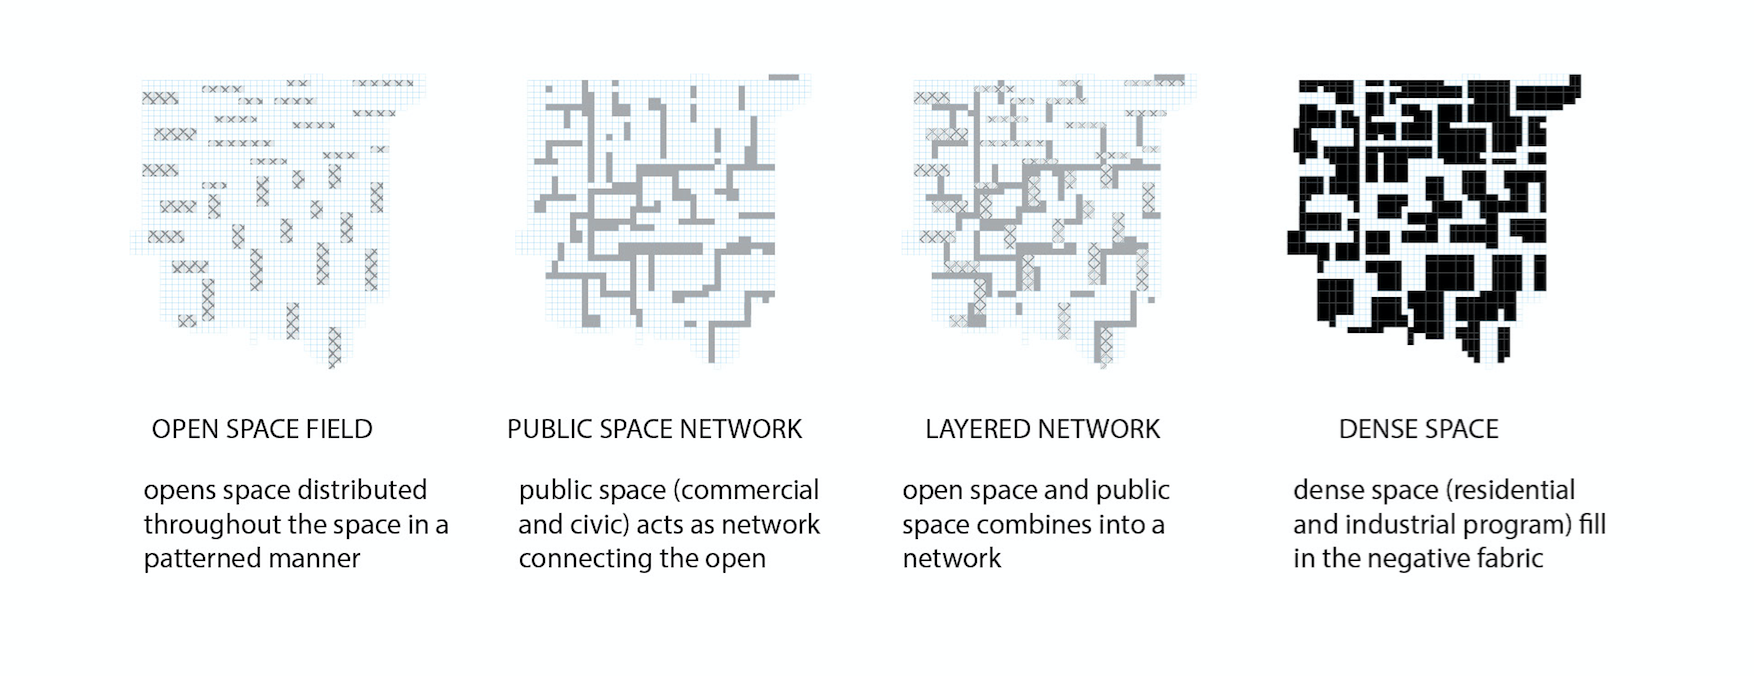 OPEN SPACE FIELD
opens space distributed
throughout the space in a
patterned manner
PUBLIC SPACE NETWORK
public space (commercial
and civic) acts as network
connecting the open
LAYERED NETWORK
open space and public
space combines into a
network
DENSE SPACE
dense space (residential
and industrial program) fill
in the negative fabric